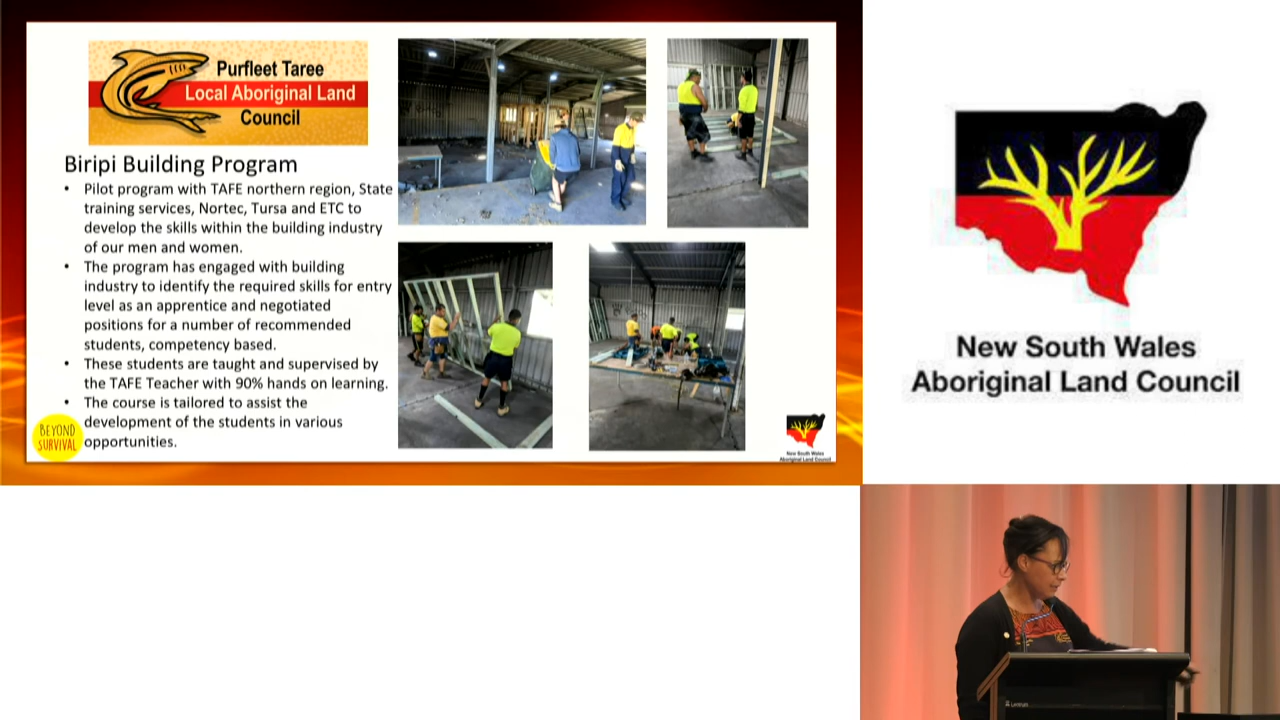 Purfleet Taree
Local Aboriginal Land
Council
Biripi Building Program
• Pilot program with TAFE northern region, State
training services, Nortec, Tursa and ETC to
develop the skills within the building industry
of our men and women.
• The program has engaged with building
industry to identify the required skills for entry
level as an apprentice and negotiated
positions for a number of recommended
students, competency based.
• These students are taught and supervised by
the TAFE Teacher with 90% hands on learning.
• The course is tailored to assist the
development of the students in various
opportunities.
BEYOND
SURVIVAL
New South Wales
Aboriginal Land Council
New South Wales
Aboriginal Land Council